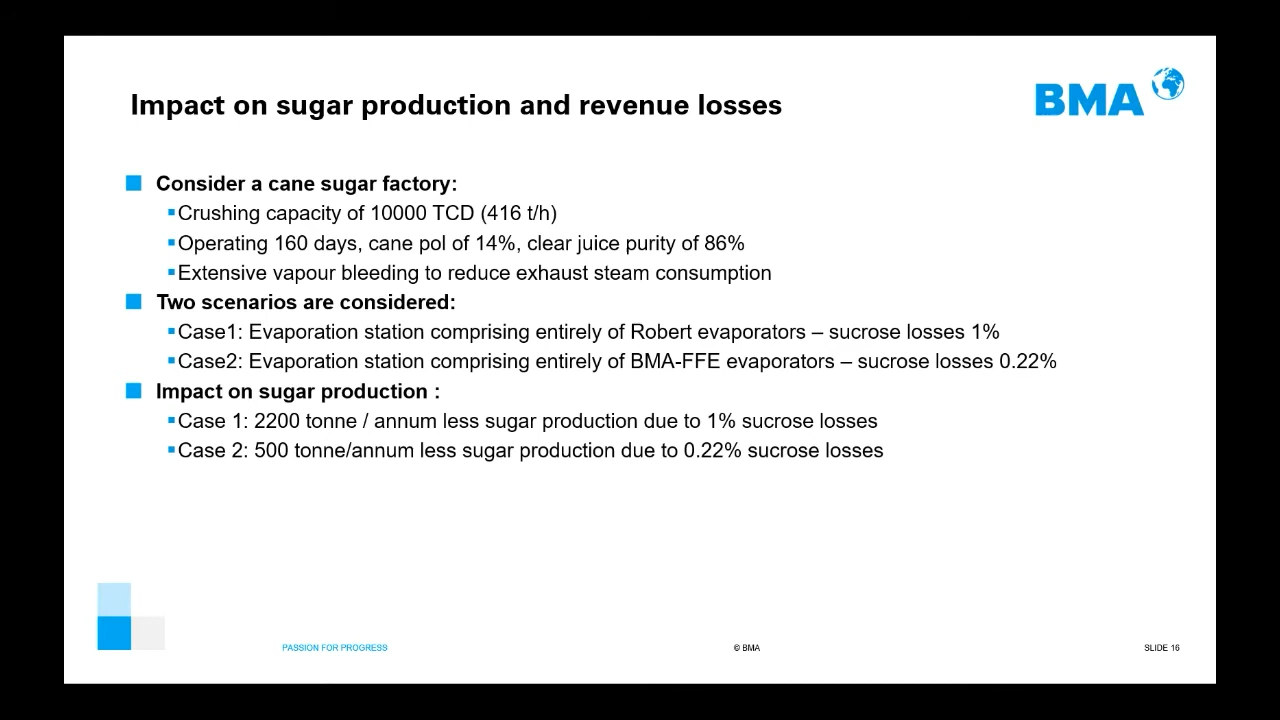 BMA
Impact on sugar production and revenue losses
Consider a cane sugar factory:
Crushing capacity of 10000 TCD (416 t/h)
Operating 160 days, cane pol of 14%, clear juice purity of 86%
Extensive vapour bleeding to reduce exhaust steam consumption
Two scenarios are considered:
Case1: Evaporation station comprising entirely of Robert evaporators – sucrose losses 1%
Case2: Evaporation station comprising entirely of BMA-FFE evaporators – sucrose losses 0.22%
Impact on sugar production :
Case 1: 2200 tonne / annum less sugar production due to 1% sucrose losses
Case 2: 500 tonne/annum less sugar production due to 0.22% sucrose losses
PASSION FOR PROGRESS
© BMA
SLIDE 16